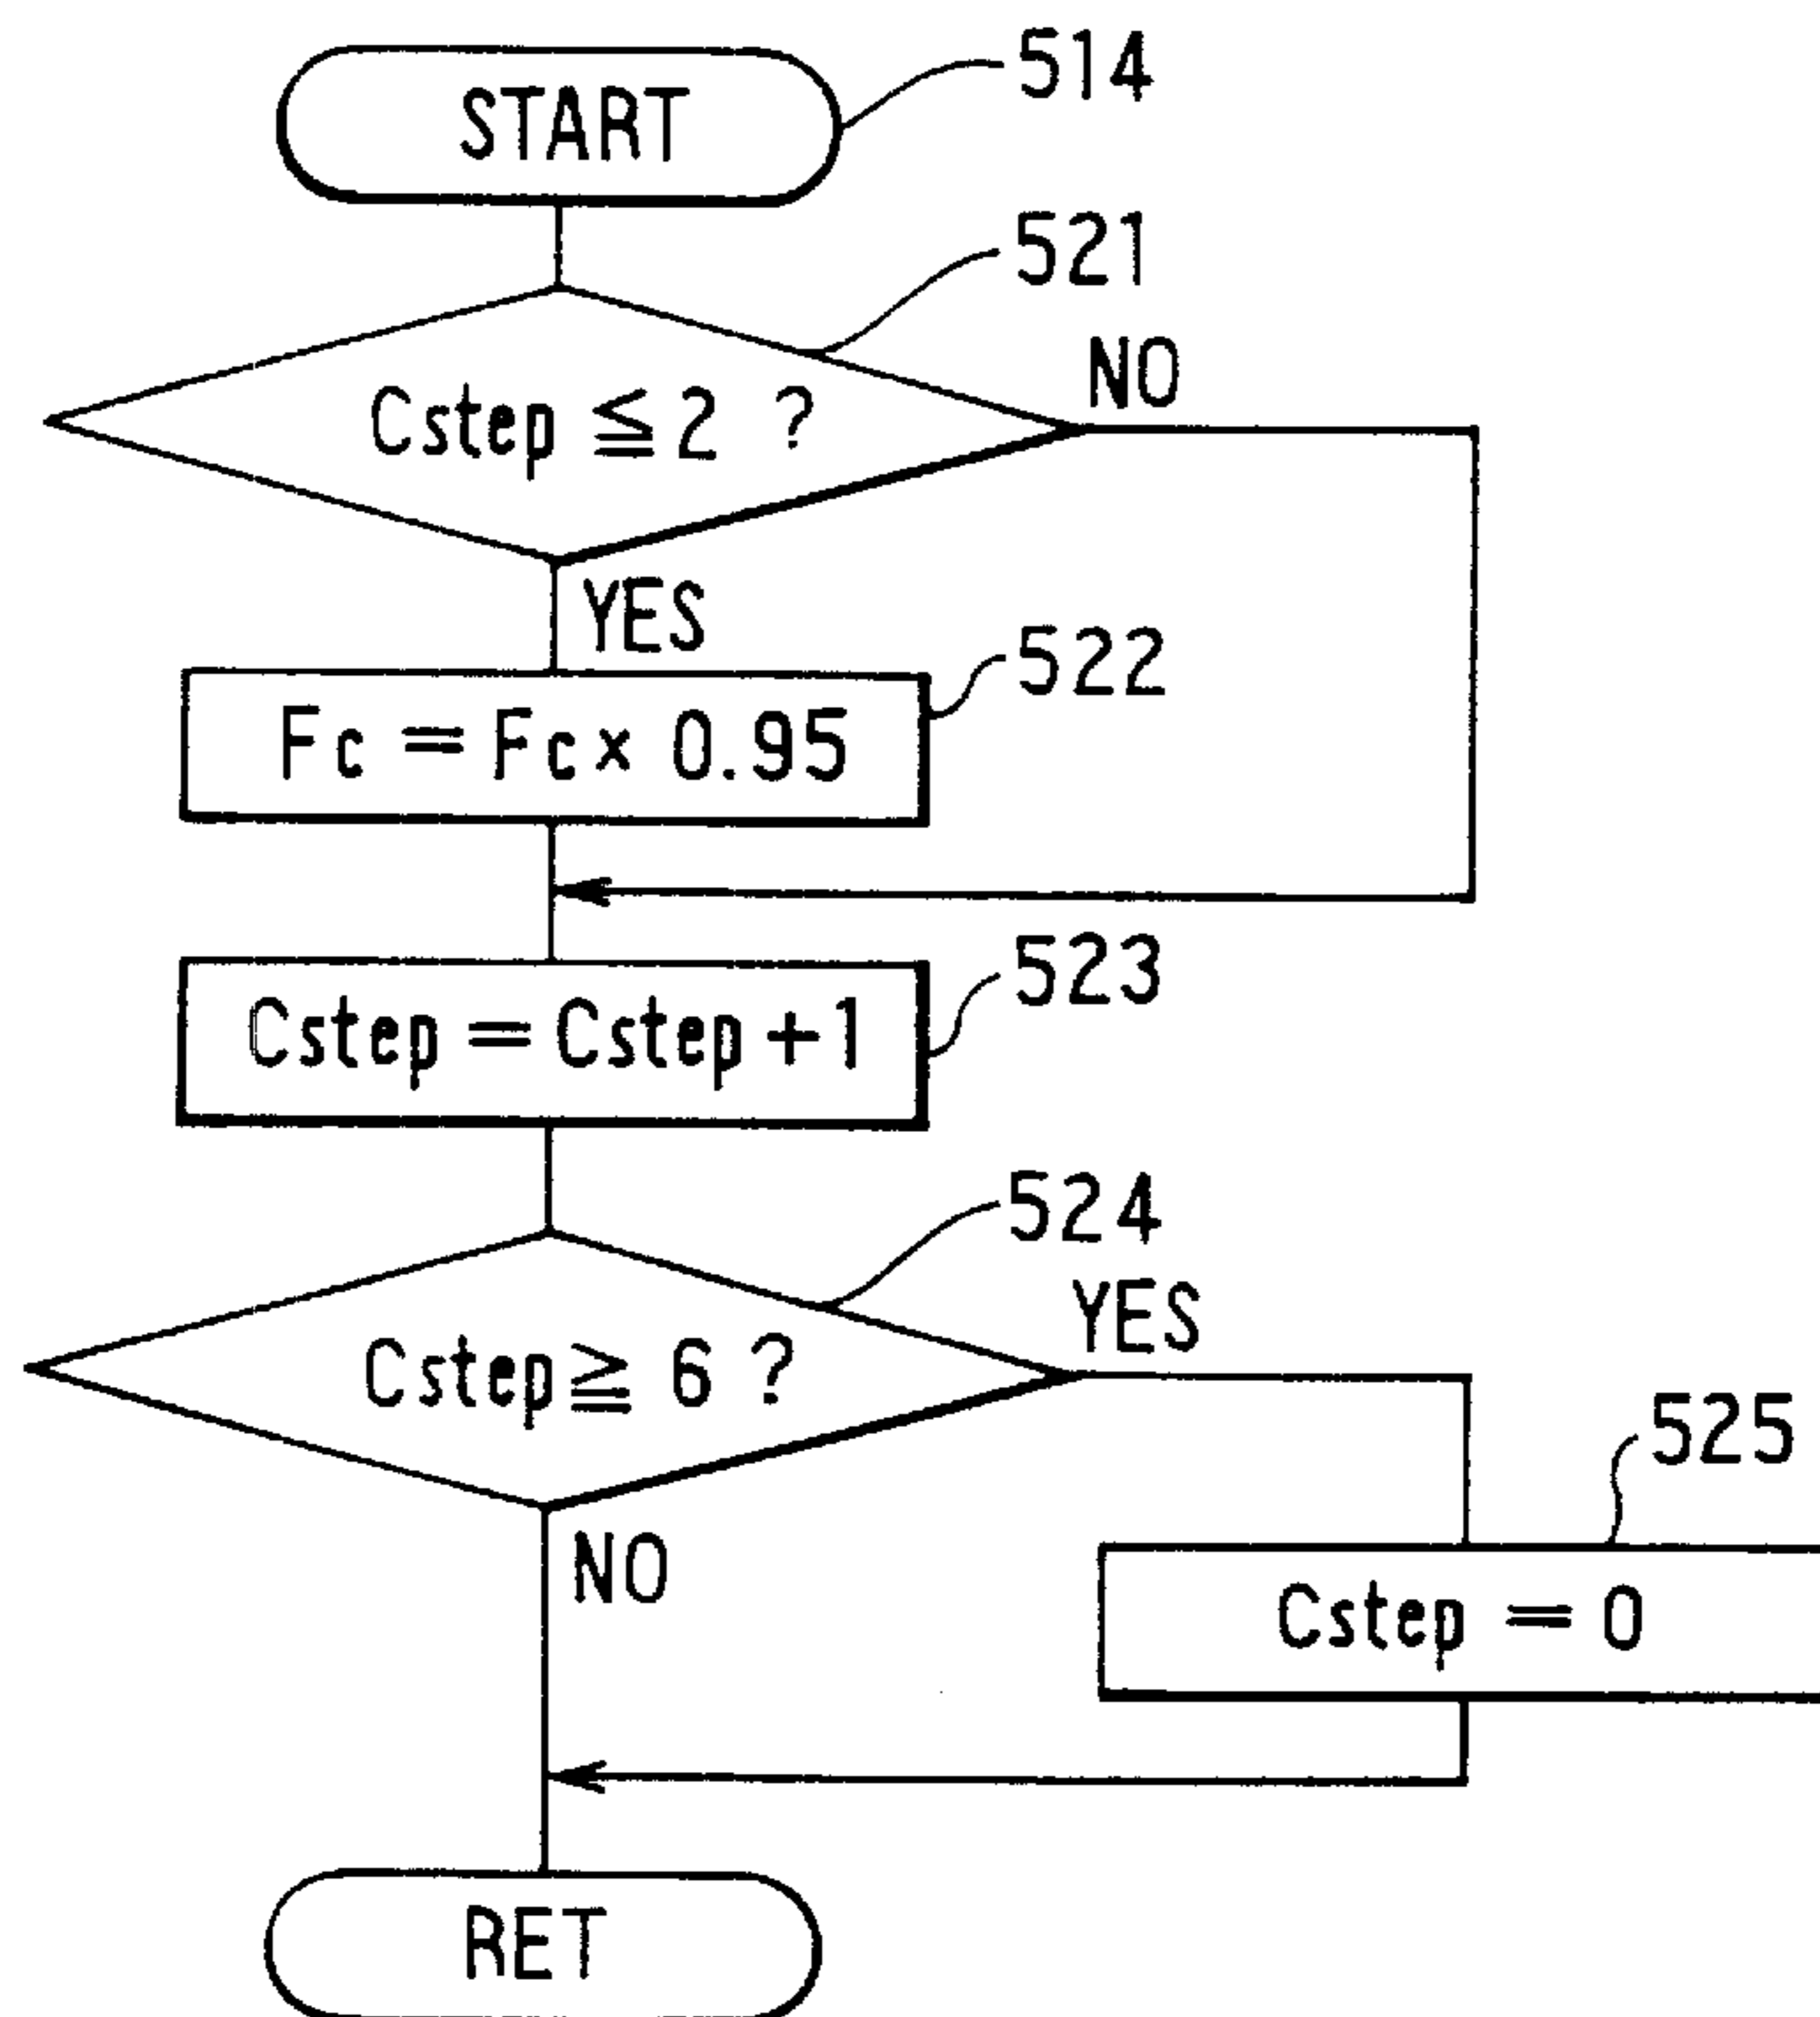 START
514
521
Cstep ≦ 2 ?
NO
YES
522
Fc = Fc × 0.95
523
Cstep = Cstep + 1
524
Cstep ≧ 6 ?
YES
NO
525
Cstep = 0
RET